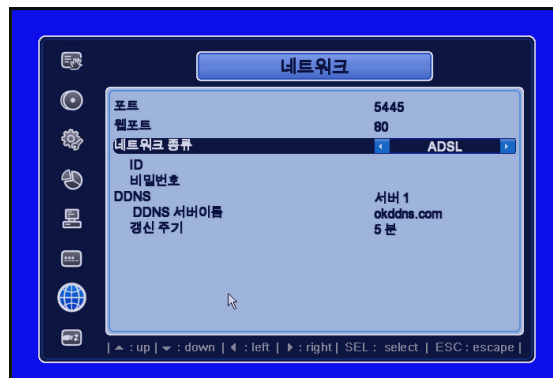 네트워크
포트 5445
웹포트 80
네트워크 종류 ADSL
ID
비밀번호
DDNS 서버 1
DDNS 서버이름 okddns.com
갱신 주기 5 분
| ▲ : up | ▼ : down | ◀ : left | ▶ : right | SEL : select | ESC : escape |